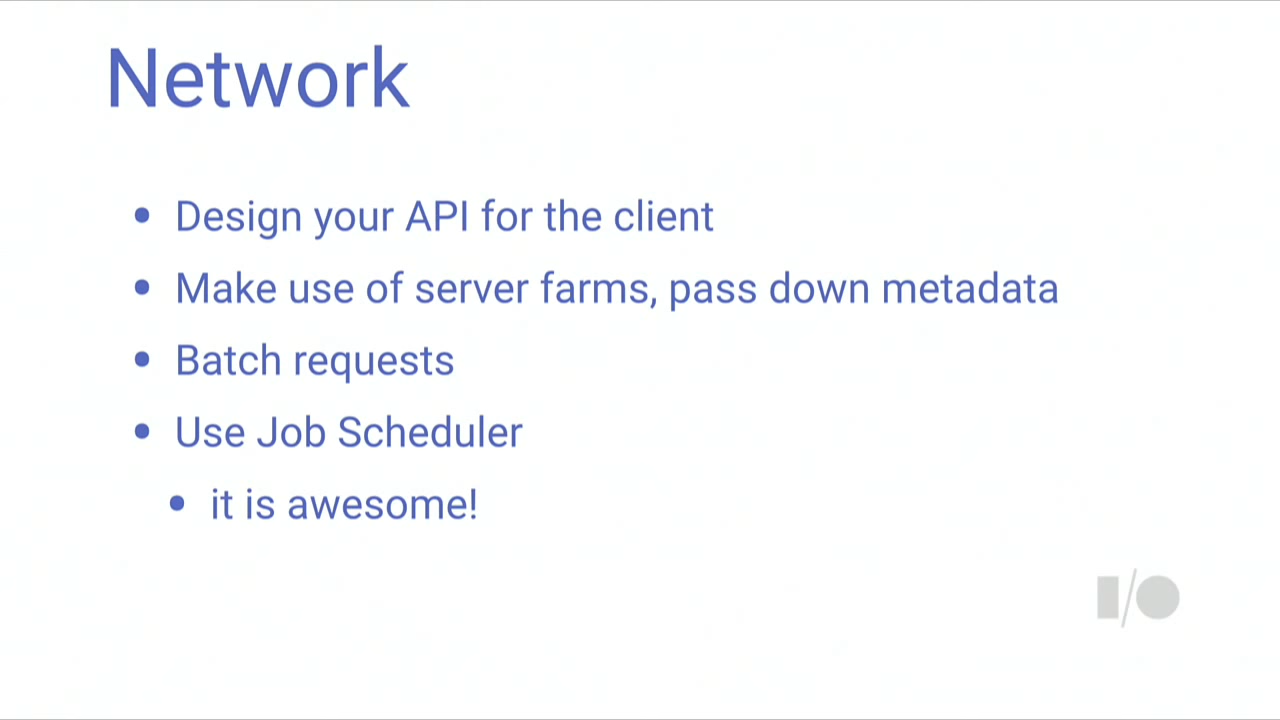 Network
• Design your API for the client
• Make use of server farms, pass down metadata
• Batch requests
• Use Job Scheduler
• it is awesome!
I/O